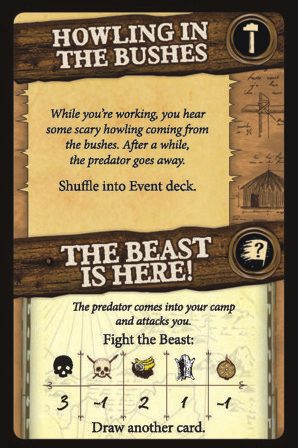 HOWLING IN
THE BUSHES
While you're working, you hear
some scary howling coming from
the bushes. After a while,
the predator goes away.
Shuffle into Event deck.
THE BEAST
IS HERE!
?
The predator comes into your camp
and attacks you.
Fight the Beast:
3 -1 2 1 -1
Draw another card.